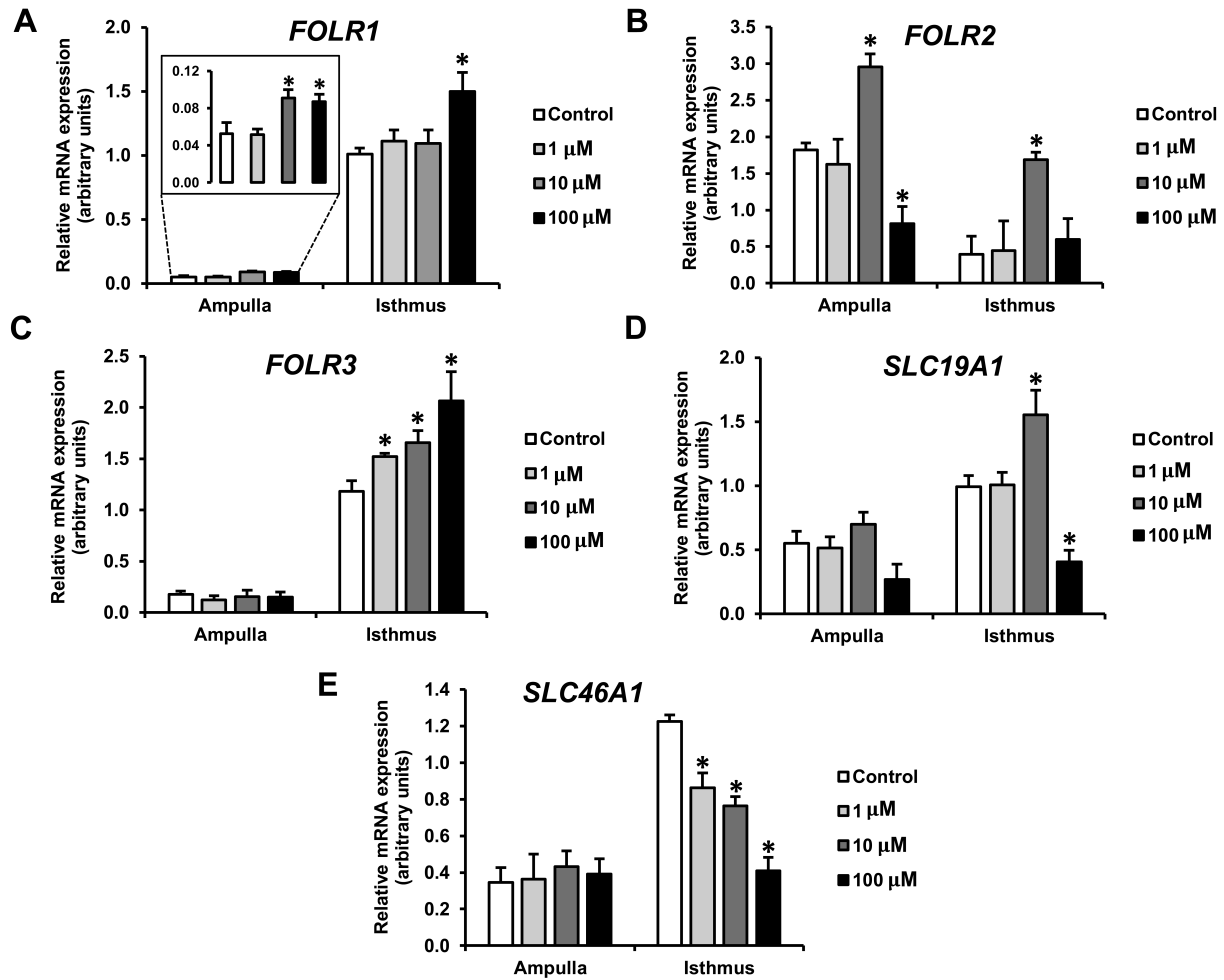 A
FOLR1
Relative mRNA expression
(arbitrary units)
2.0
1.5
1.0
0.5
0.0
0.12
0.08
0.04
0.00
*
*
*
Ampulla
Isthmus
Control
1 μM
10 μM
100 μM
B
FOLR2
Relative mRNA expression
(arbitrary units)
3.5
3.0
2.5
2.0
1.5
1.0
0.5
0.0
*
*
*
Ampulla
Isthmus
Control
1 μM
10 μM
100 μM
C
FOLR3
Relative mRNA expression
(arbitrary units)
2.5
2.0
1.5
1.0
0.5
0.0
*
*
*
Ampulla
Isthmus
Control
1 μM
10 μM
100 μM
D
SLC19A1
Relative mRNA expression
(arbitrary units)
2.0
1.5
1.0
0.5
0.0
*
*
Ampulla
Isthmus
Control
1 μM
10 μM
100 μM
E
SLC46A1
Relative mRNA expression
(arbitrary units)
1.4
1.2
1.0
0.8
0.6
0.4
0.2
0.0
*
*
*
Ampulla
Isthmus
Control
1 μM
10 μM
100 μM